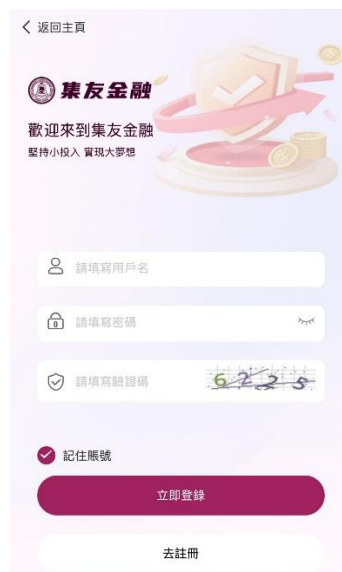 返回主頁
集友金融
歡迎來到集友金融
堅持小投入 實現大夢想
請填寫用戶名
請填寫密碼
請填寫驗證碼 6225
記住賬號
立即登錄
去註冊